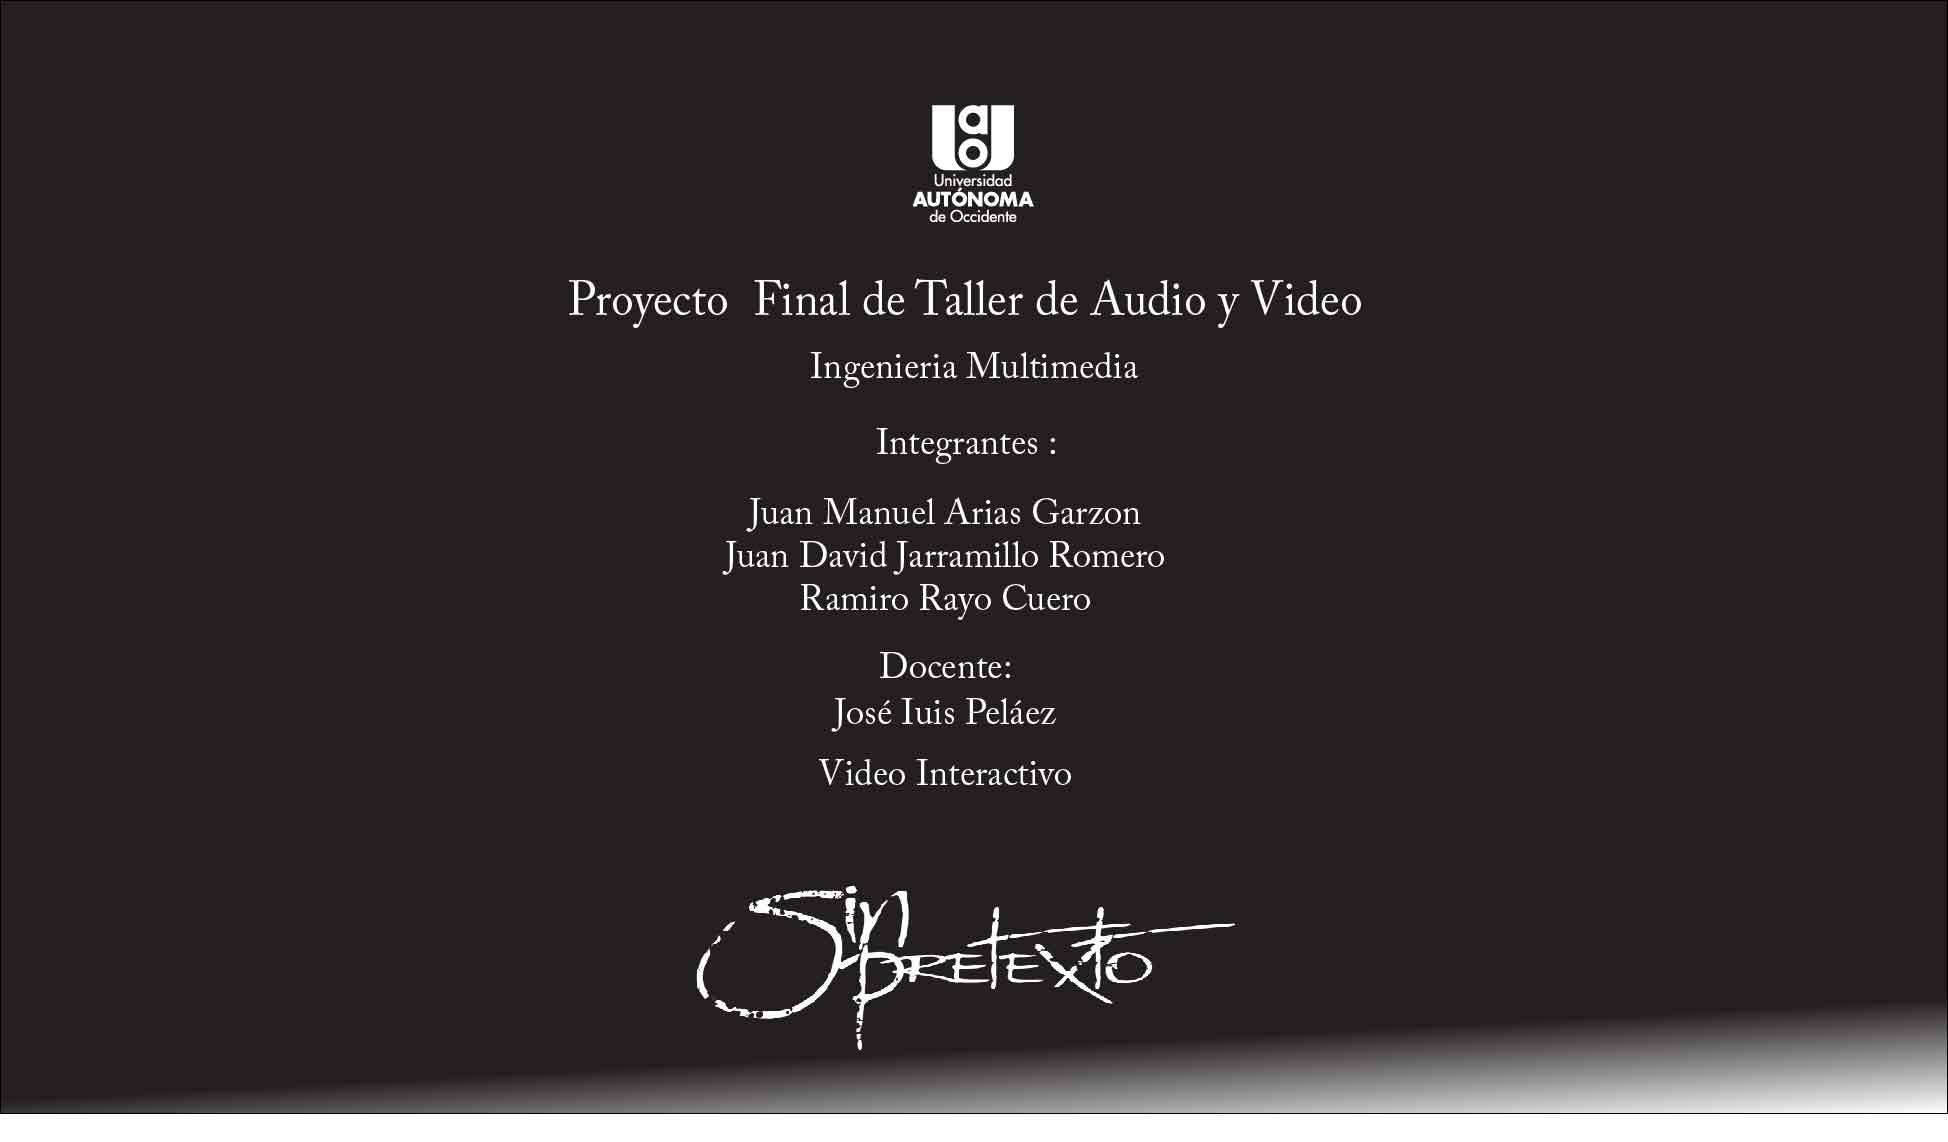 uao
Universidad
AUTÓNOMA
de Occidente
Proyecto Final de Taller de Audio y Video
Ingenieria Multimedia
Integrantes :
Juan Manuel Arias Garzon
Juan David Jarramillo Romero
Ramiro Rayo Cuero
Docente:
José Iuis Peláez
Video Interactivo
Sin
pretexto